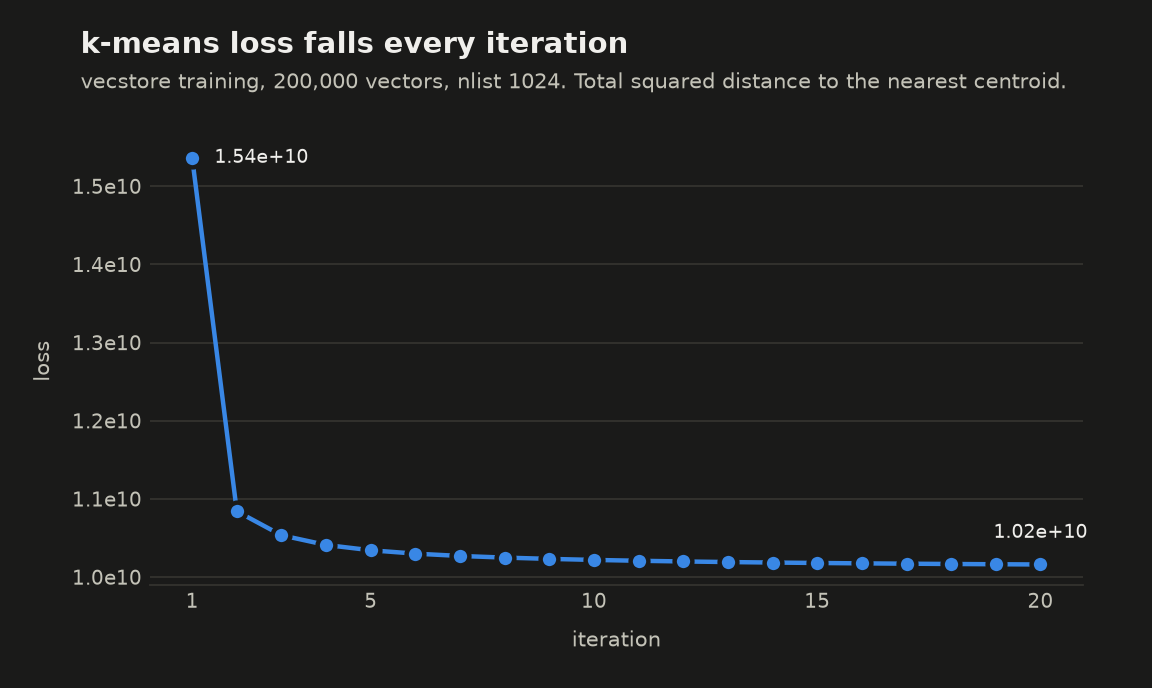 k-means loss falls every iteration
vecstore training, 200,000 vectors, nlist 1024. Total squared distance to the nearest centroid.
1.54e+10
1.5e10
1.4e10
1.3e10
loss
1.2e10
1.1e10
1.02e+10
1.0e10
1 5 10 15 20
iteration